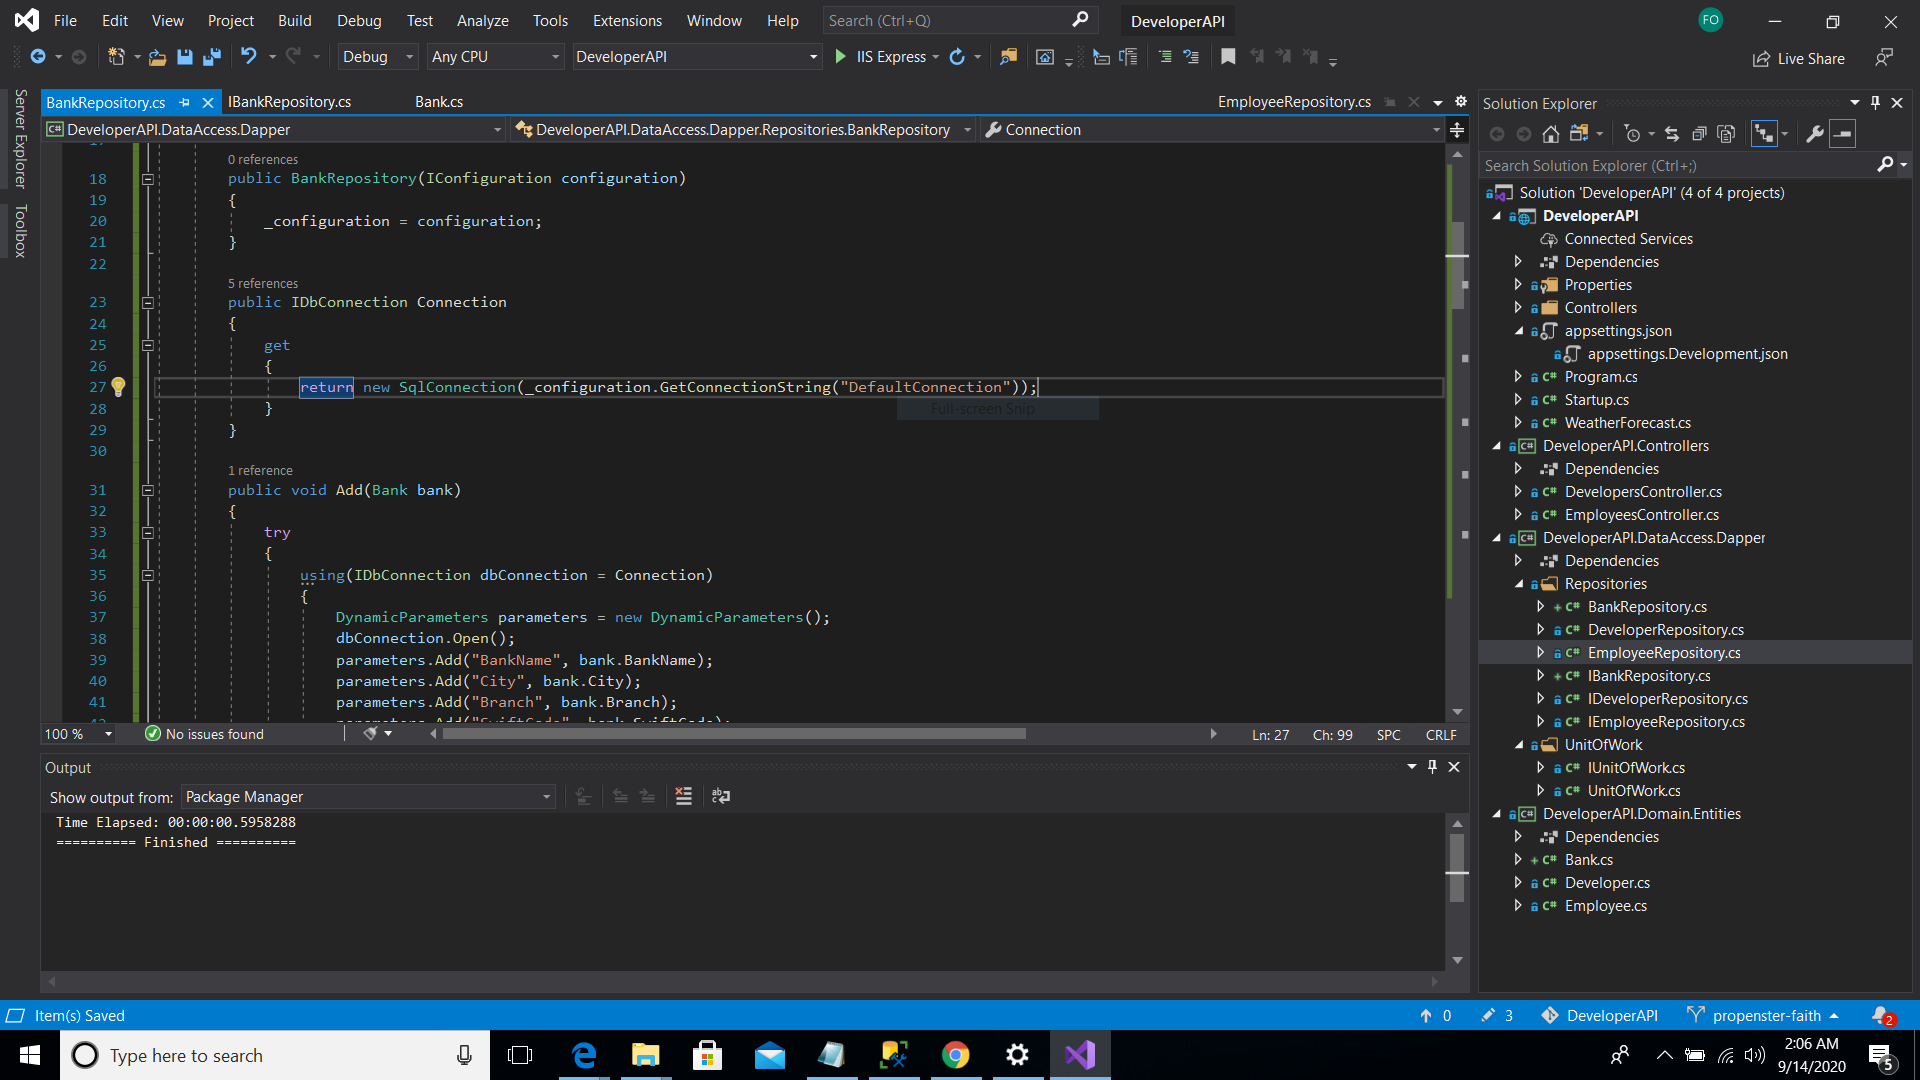 File Edit View Project Build Debug Test Analyze Tools Extensions Window Help Search (Ctrl+Q) DeveloperAPI FO
Debug Any CPU DeveloperAPI IIS Express Live Share
Server Explorer
Toolbox
BankRepository.cs IBankRepository.cs Bank.cs EmployeeRepository.cs
DeveloperAPI.DataAccess.Dapper DeveloperAPI.DataAccess.Dapper.Repositories.BankRepository Connection
0 references
18 public BankRepository(IConfiguration configuration)
19 {
20 _configuration = configuration;
21 }
22
5 references
23 public IDbConnection Connection
24 {
25 get
26 {
27 return new SqlConnection(_configuration.GetConnectionString("DefaultConnection"));
Full-screen Snip
28 }
29 }
30
1 reference
31 public void Add(Bank bank)
32 {
33 try
34 {
35 using(IDbConnection dbConnection = Connection)
36 {
37 DynamicParameters parameters = new DynamicParameters();
38 dbConnection.Open();
39 parameters.Add("BankName", bank.BankName);
40 parameters.Add("City", bank.City);
41 parameters.Add("Branch", bank.Branch);
100 % No issues found Ln: 27 Ch: 99 SPC CRLF
Output
Show output from: Package Manager
Time Elapsed: 00:00:00.5958288
========== Finished ==========
Solution Explorer
Search Solution Explorer (Ctrl+;)
Solution 'DeveloperAPI' (4 of 4 projects)
DeveloperAPI
Connected Services
Dependencies
Properties
Controllers
appsettings.json
appsettings.Development.json
C# Program.cs
C# Startup.cs
C# WeatherForecast.cs
C# DeveloperAPI.Controllers
Dependencies
C# DevelopersController.cs
C# EmployeesController.cs
C# DeveloperAPI.DataAccess.Dapper
Dependencies
Repositories
C# BankRepository.cs
C# DeveloperRepository.cs
C# EmployeeRepository.cs
C# IBankRepository.cs
C# IDeveloperRepository.cs
C# IEmployeeRepository.cs
UnitOfWork
C# IUnitOfWork.cs
C# UnitOfWork.cs
C# DeveloperAPI.Domain.Entities
Dependencies
C# Bank.cs
C# Developer.cs
C# Employee.cs
Item(s) Saved 0 3 DeveloperAPI propenster-faith 2
Type here to search 2:06 AM
9/14/2020 5